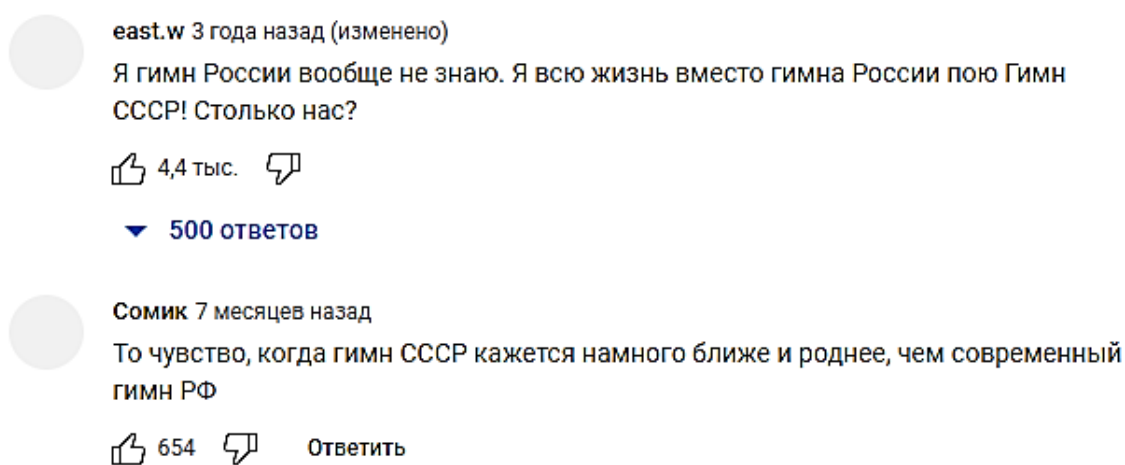 east.w 3 года назад (изменено)
Я гимн России вообще не знаю. Я всю жизнь вместо гимна России пою Гимн
СССР! Столько нас?
4,4 тыс.
500 ответов
Сомик 7 месяцев назад
То чувство, когда гимн СССР кажется намного ближе и роднее, чем современный
гимн РФ
654 Ответить